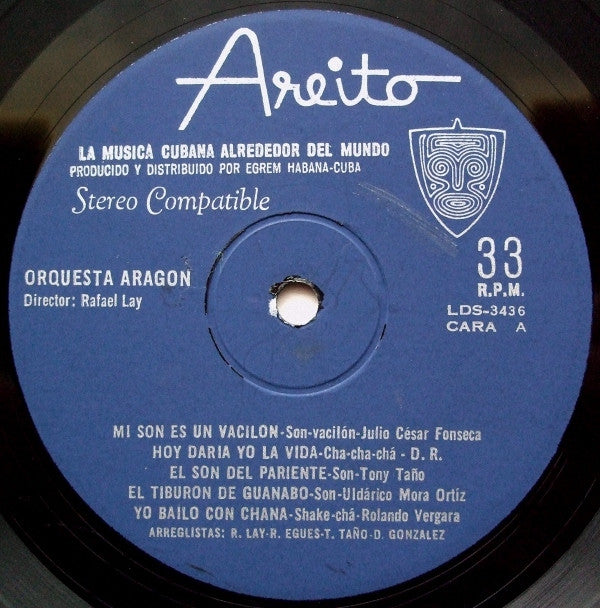 Areito
LA MUSICA CUBANA ALREDEDOR DEL MUNDO
PRODUCIDO Y DISTRIBUIDO POR EGREM HABANA-CUBA
Stereo Compatible
ORQUESTA ARAGON
Director: Rafael Lay
33
R.P.M.
LDS-3436
CARA A
MI SON ES UN VACILON-Son-vacilón-Julio César Fonseca
HOY DARIA YO LA VIDA-Cha-cha-chá - D. R.
EL SON DEL PARIENTE-Son-Tony Taño
EL TIBURON DE GUANABO-Son-Uldárico Mora Ortíz
YO BAILO CON CHANA-Shake-chá-Rolando Vergara
ARREGLISTAS: R. LAY-R. EGUES-T. TAÑO-D. GONZALEZ